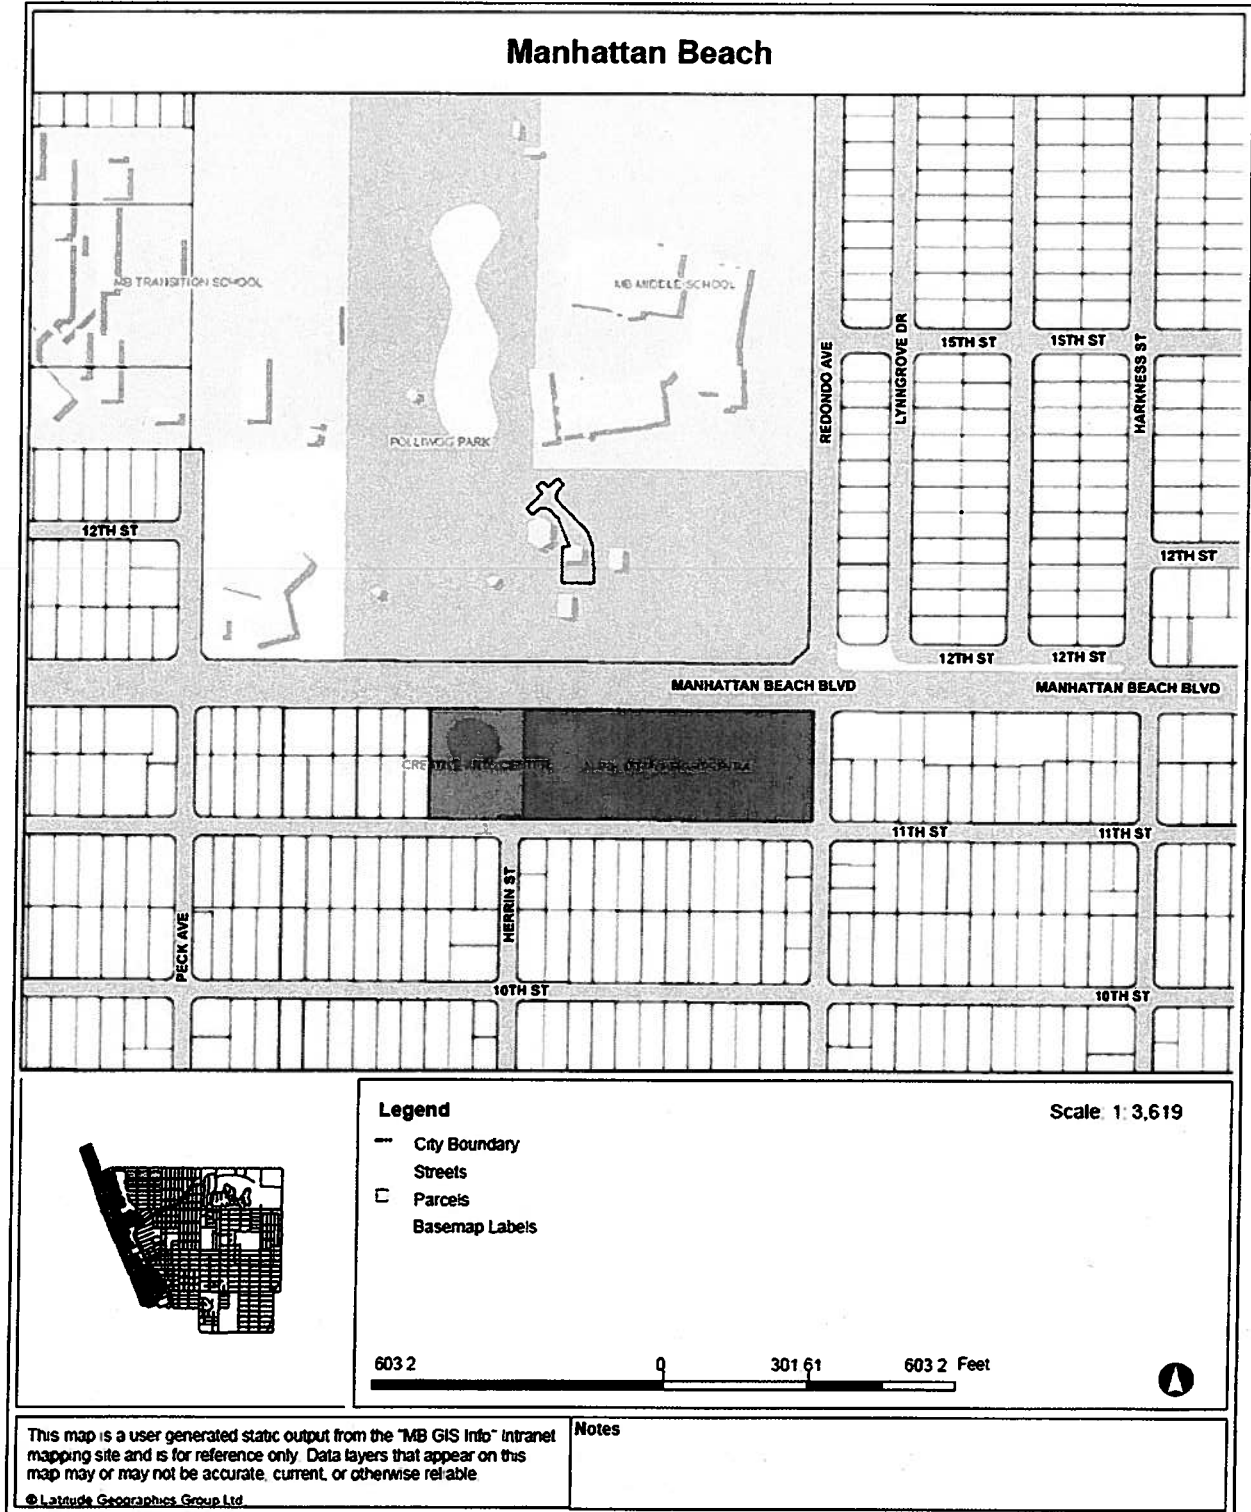 Manhattan Beach
MB TRANSITION SCHOOL
MB MIDDLE SCHOOL
REDONDO AVE
LYNNGROVE DR
15TH ST
15TH ST
HARKNESS ST
POLLIWOG PARK
12TH ST
12TH ST
12TH ST
12TH ST
MANHATTAN BEACH BLVD
MANHATTAN BEACH BLVD
CREATIVE ARTS CENTER
11TH ST
11TH ST
HERRIN ST
PECK AVE
10TH ST
10TH ST
Legend
Scale: 1: 3,619
City Boundary
Streets
Parcels
Basemap Labels
603 2 0 301 61 603 2 Feet
This map is a user generated static output from the "MB GIS Info" Intranet
mapping site and is for reference only. Data layers that appear on this
map may or may not be accurate, current, or otherwise reliable
© Latitude Geographics Group Ltd
Notes